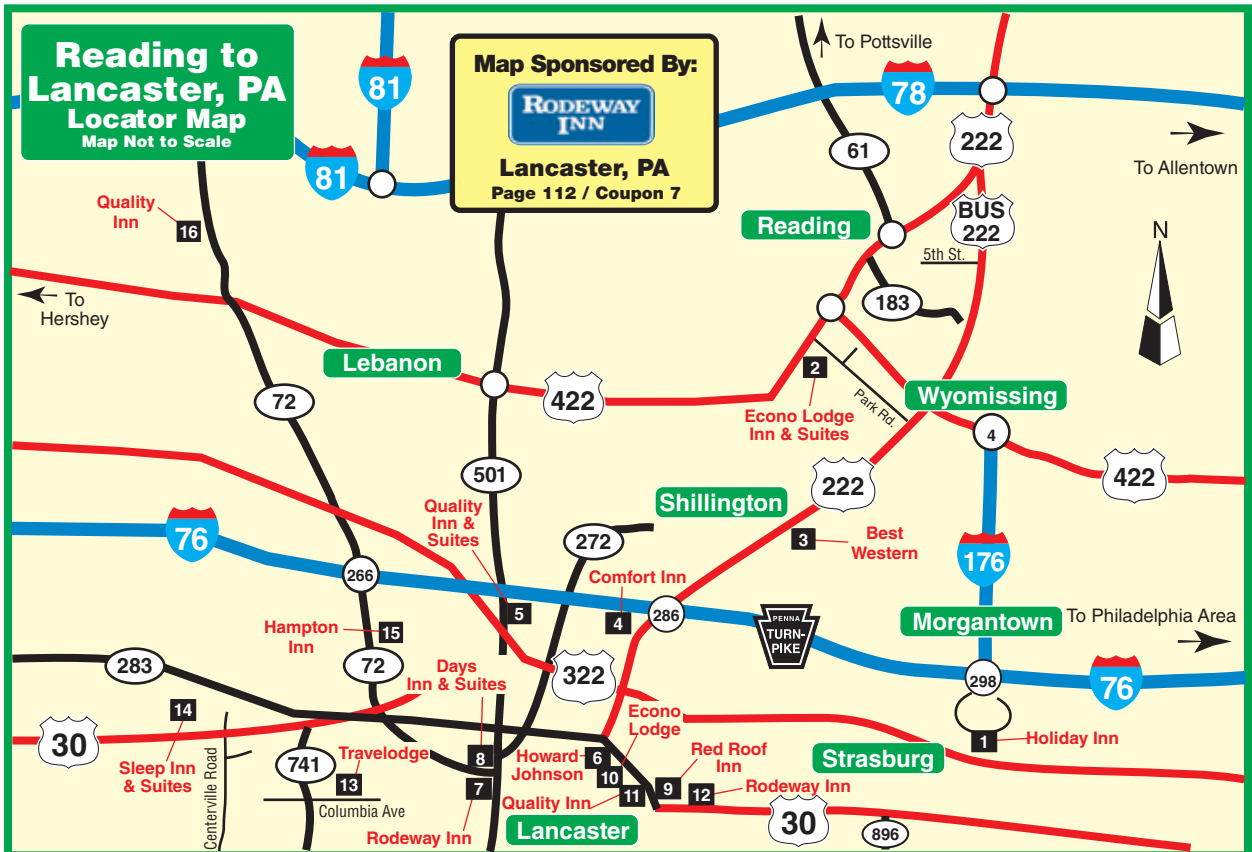 Reading to
Lancaster, PA
Locator Map
Map Not to Scale
81
81
Map Sponsored By:
RODEWAY
INN
Lancaster, PA
Page 112 / Coupon 7
To Pottsville
78
61
222
To Allentown
Quality
Inn
16
Reading
BUS
222
5th St.
N
To
Hershey
183
Lebanon
2
Econo Lodge
Inn & Suites
Park Rd.
Wyomissing
72
422
4
422
501
222
Shillington
Quality
Inn &
Suites
272
3
Best
Western
76
176
266
Comfort Inn
5
4
286
PENNA
TURN-
PIKE
Morgantown
To Philadelphia Area
Hampton
Inn
15
283
72
Days
Inn & Suites
322
298
76
14
Econo
Lodge
30
Sleep Inn
& Suites
Centerville Road
741
Travelodge
13
Columbia Ave
8
7
Rodeway Inn
Howard
Johnson
6
10
Quality Inn
11
Red Roof
Inn
9
12
Rodeway Inn
Strasburg
1
Holiday Inn
Lancaster
30
896